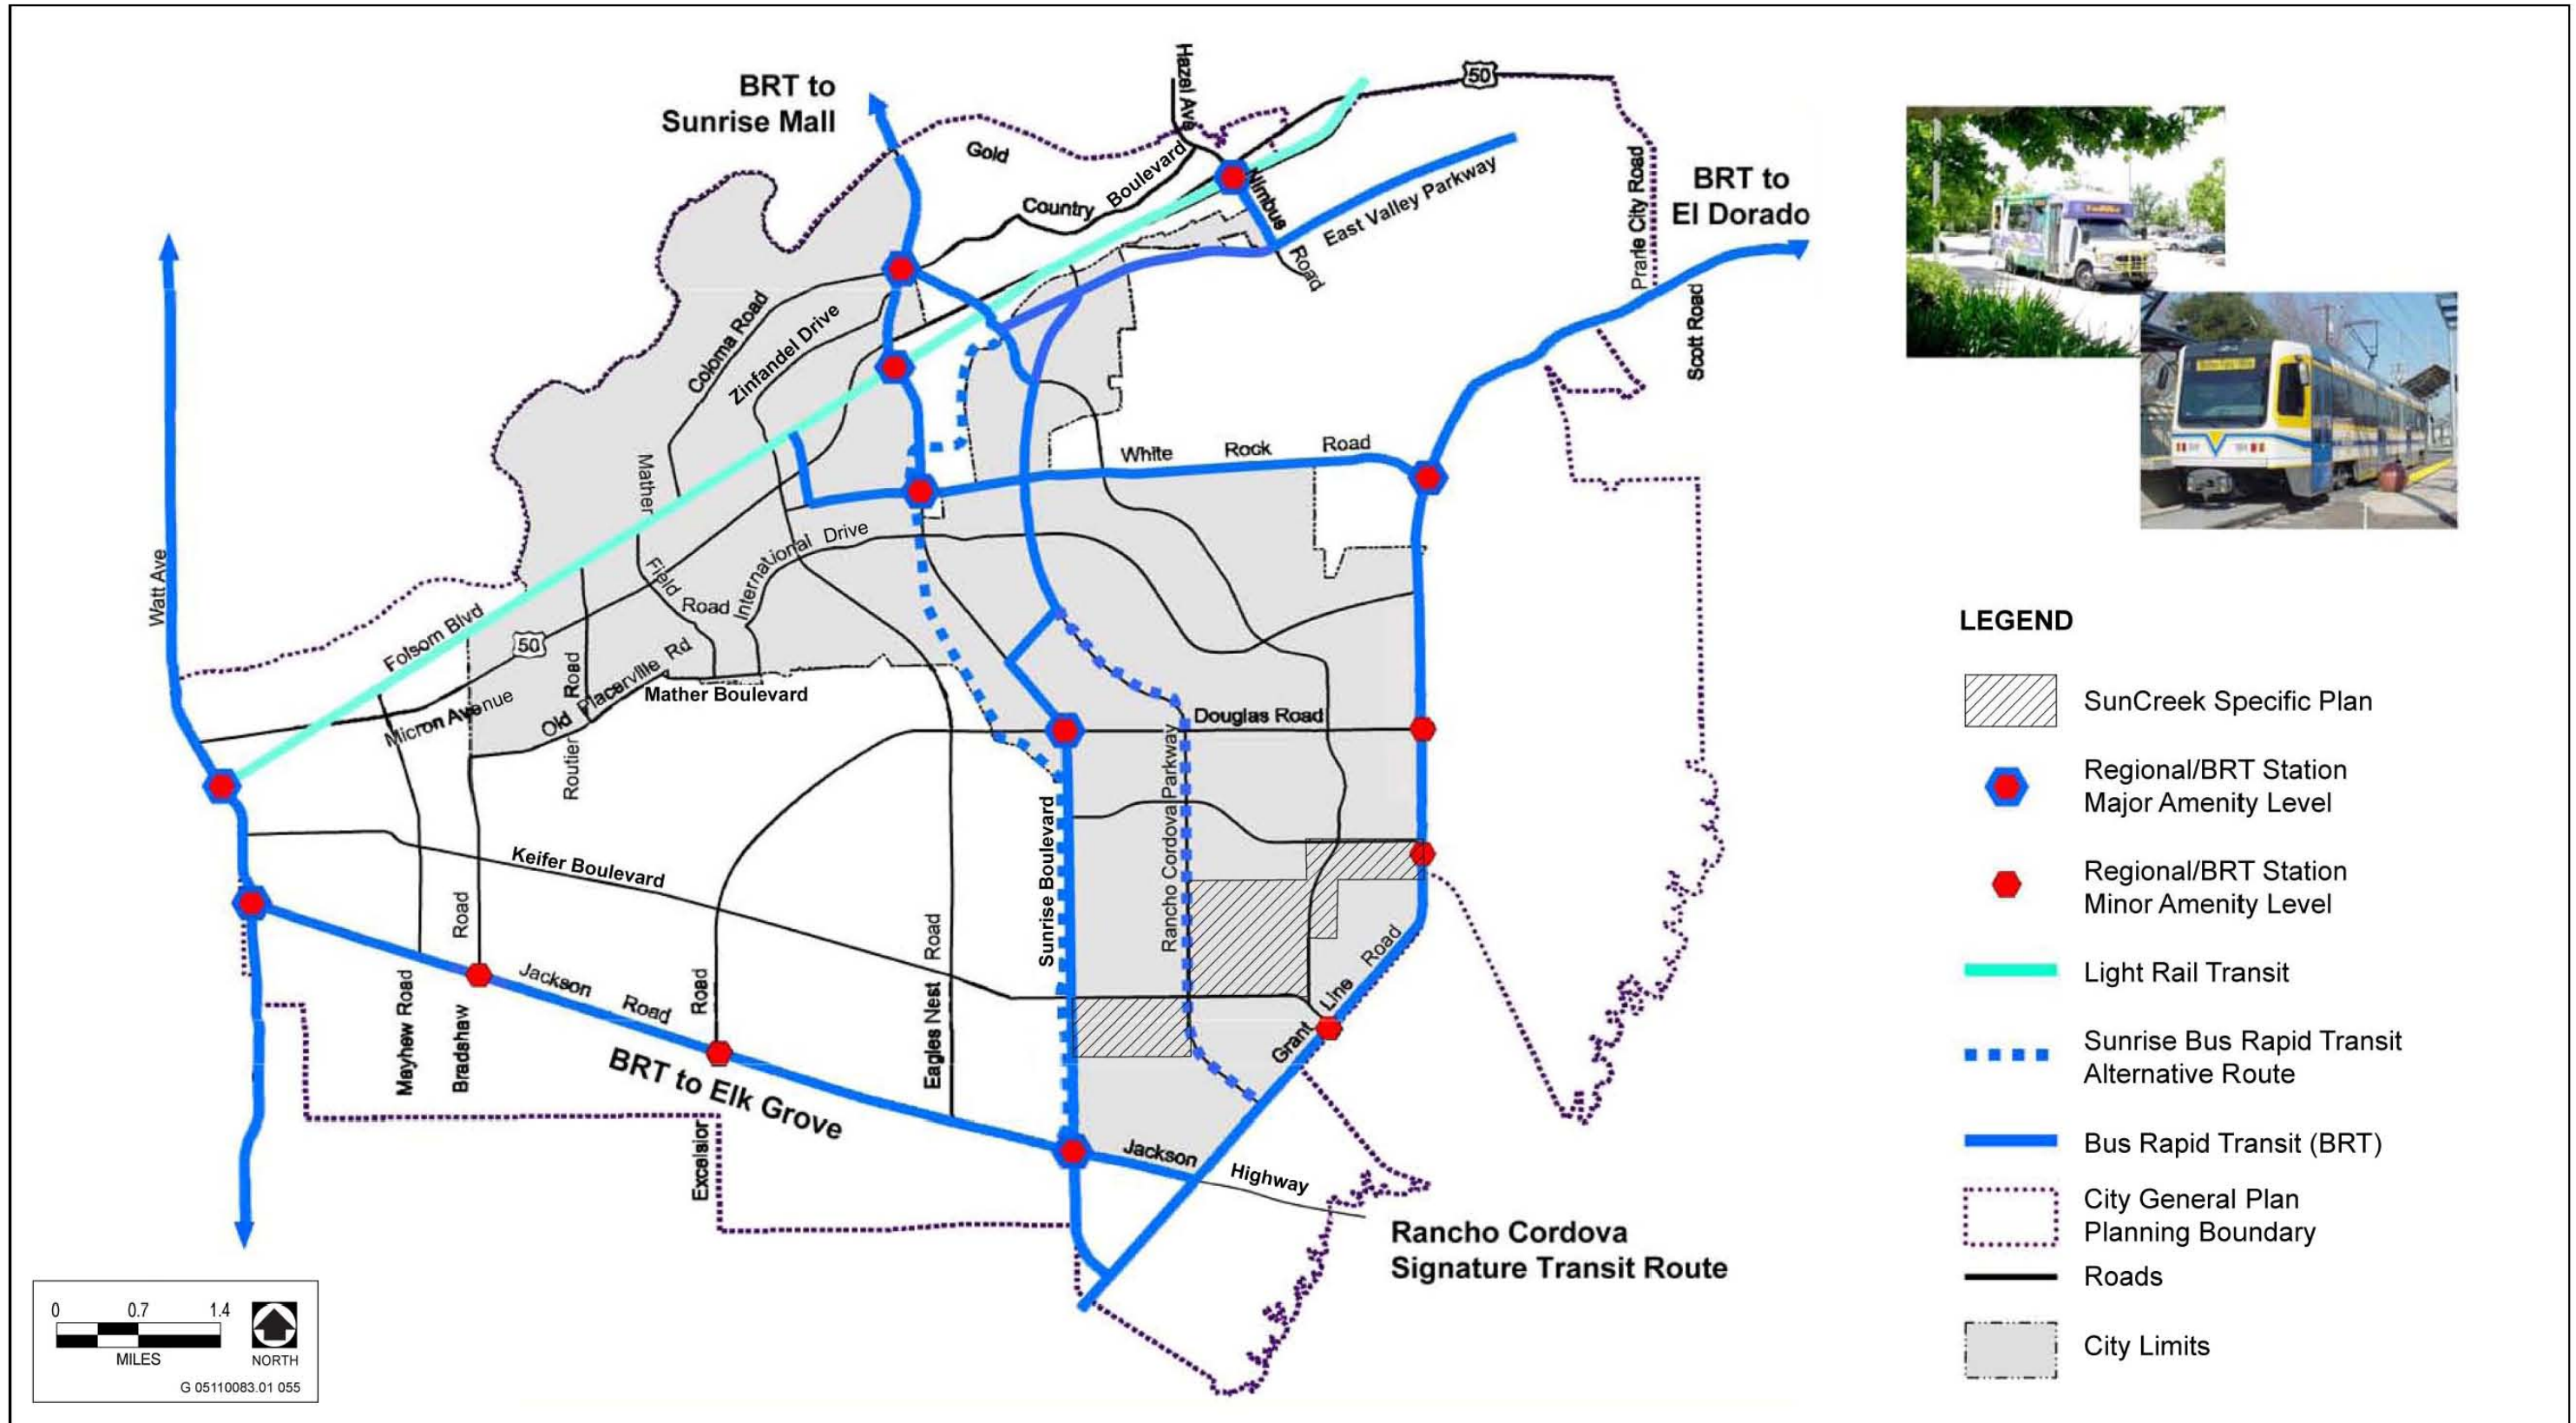 BRT to
Sunrise Mall
Hazel Ave
50
Gold
Country
Boulevard
Nimbus
Road
East Valley Parkway
Prarie City Road
BRT to
El Dorado
Scott Road
Coloma Road
Zinfandel Drive
White Rock Road
Mather
Field
Road
International Drive
Watt Ave
Folsom Blvd
50
Micron Avenue
Old Placerville Rd
Routier Road
Mather Boulevard
Douglas Road
Rancho Cordova Parkway
Sunrise Boulevard
Keifer Boulevard
Mayhew Road
Bradshaw Road
Jackson Road
Excelsior Road
Eagles Nest Road
BRT to Elk Grove
Grant Line Road
Jackson Highway
Rancho Cordova
Signature Transit Route
LEGEND
SunCreek Specific Plan
Regional/BRT Station
Major Amenity Level
Regional/BRT Station
Minor Amenity Level
Light Rail Transit
Sunrise Bus Rapid Transit
Alternative Route
Bus Rapid Transit (BRT)
City General Plan
Planning Boundary
Roads
City Limits
0 0.7 1.4
MILES
NORTH
G 05110083.01 055